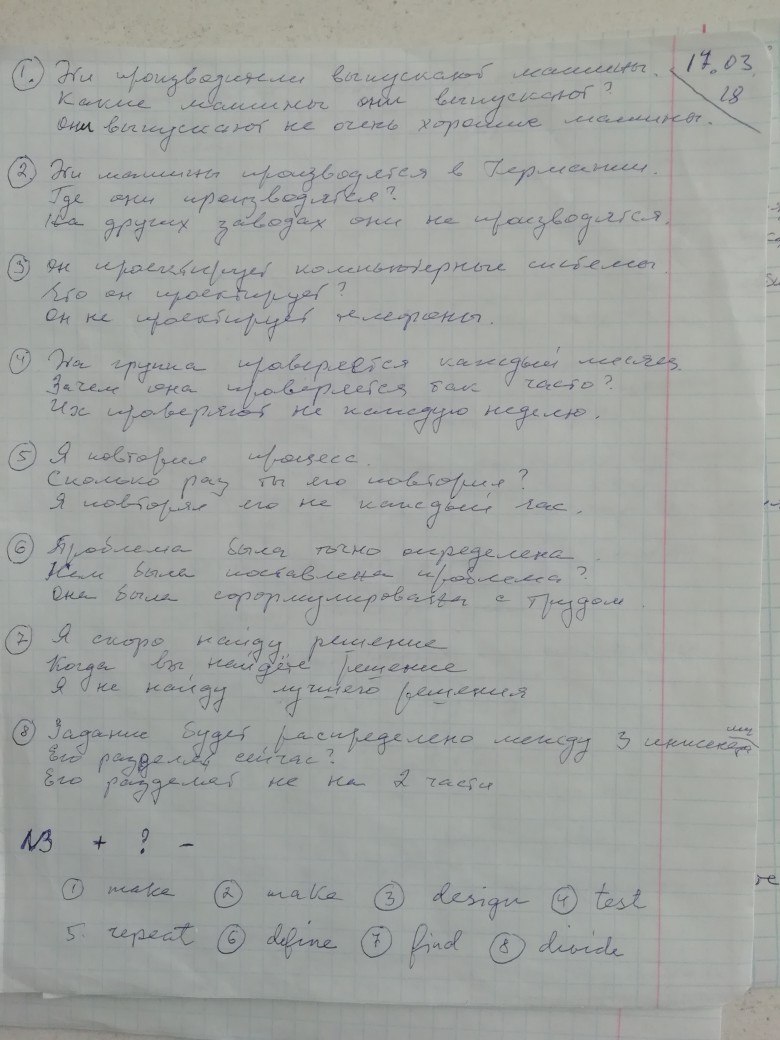 1. Эти производители выпускают машины. 17.03.18
Какие машины они выпускают?
Они выпускают не очень хорошие машины.
2. Эти машины производятся в Германии.
Где они производятся?
На других заводах они не производятся.
3 Он проектирует компьютерные системы.
Что он проектирует?
Он не проектирует телефоны.
4 Эта группа проверяется каждый месяц
Зачем она проверяется так часто?
Их проверяют не каждую неделю.
5 Я повторил процесс.
Сколько раз ты его повторил?
Я повторял его не каждый час.
6 Проблема была точно определена.
Кем была поставлена проблема?
Она была сформулирована с трудом.
7 Я скоро найду решение
Когда вы найдёте решение
Я не найду лучшего решения
8 Задание будет распределено между 3 инженерами
Его разделят сейчас?
Его разделят не на 2 части
N3 + ? -
1 make 2 make 3 design 4 test
5. repeat 6 define 7 find 8 divide